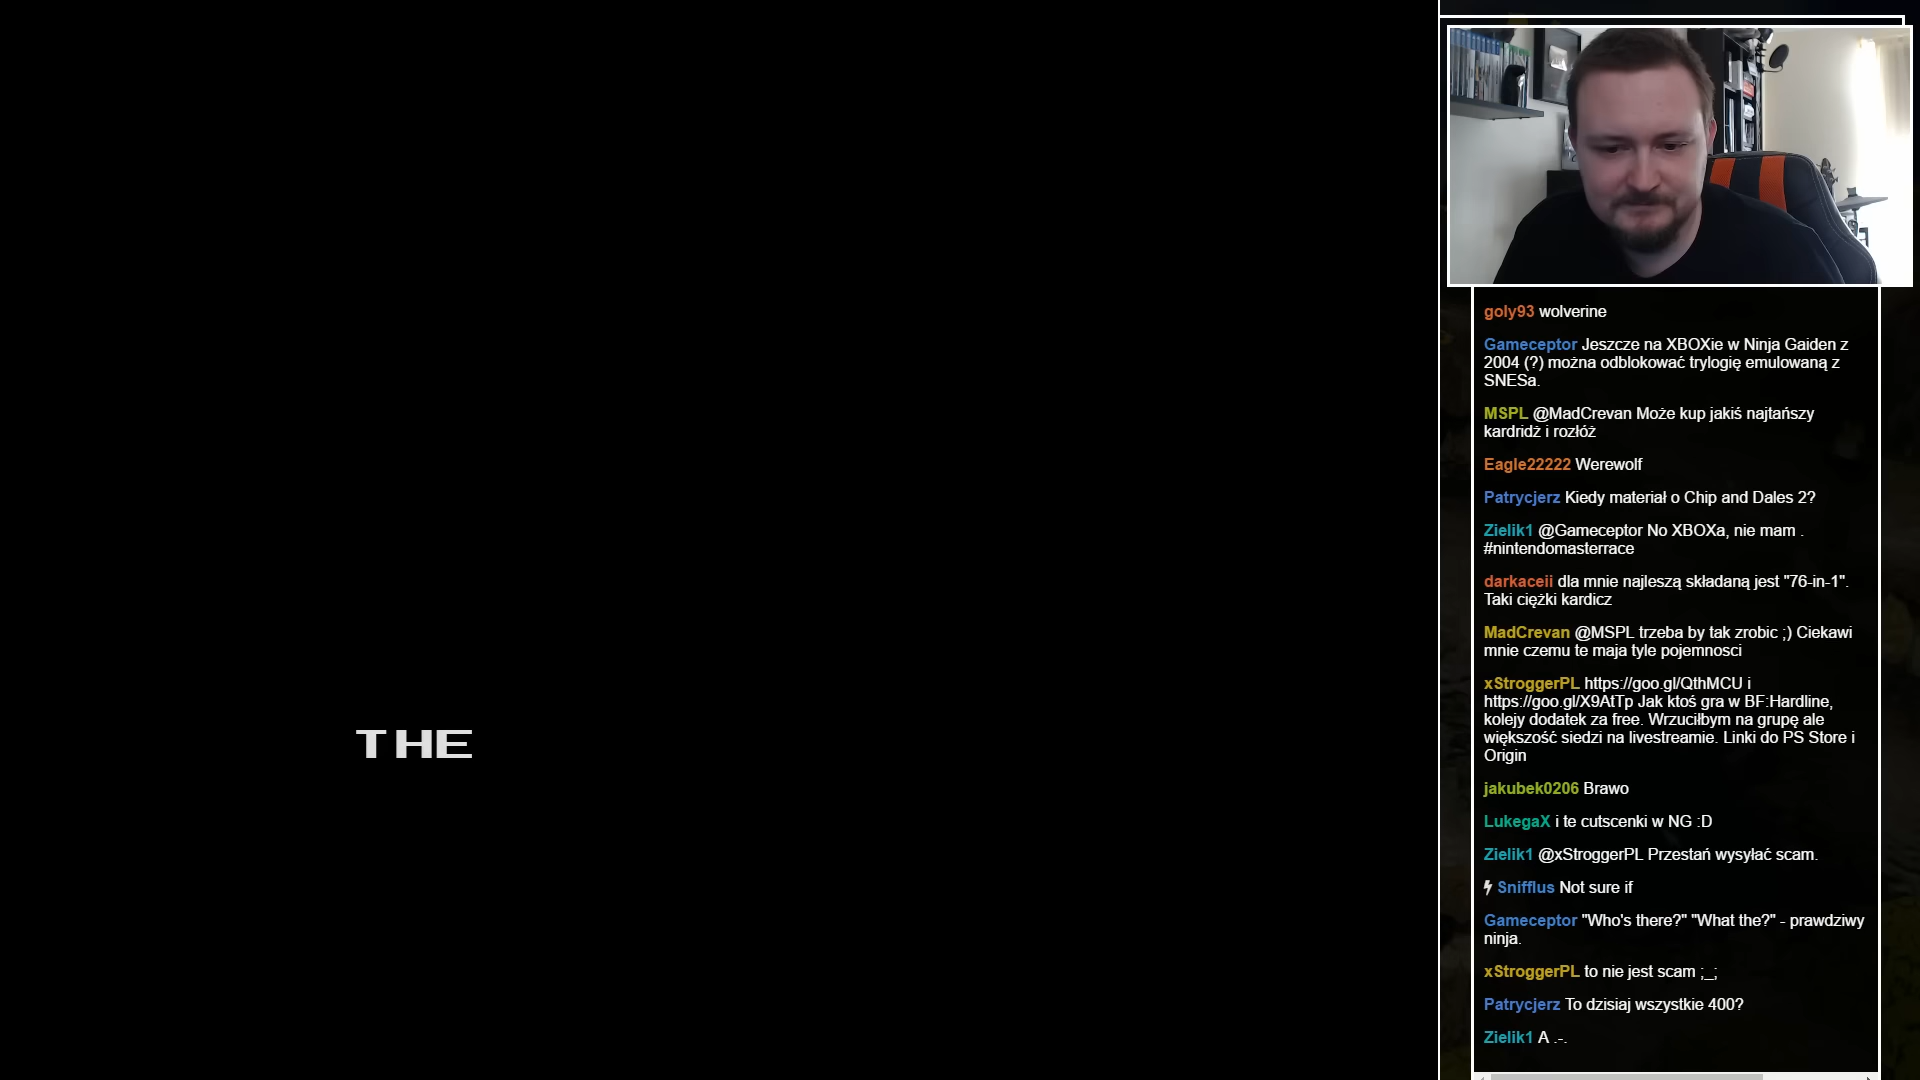 THE
goly93 wolverine
Gameceptor Jeszcze na XBOXie w Ninja Gaiden z
2004 (?) można odblokować trylogię emulowaną z
SNESa.
MSPL @MadCrevan Może kup jakiś najtańszy
kardridż i rozłóż
Eagle22222 Werewolf
Patrycjerz Kiedy materiał o Chip and Dales 2?
Zielik1 @Gameceptor No XBOXa, nie mam .
#nintendomasterrace
darkaceii dla mnie najleszą składaną jest "76-in-1".
Taki ciężki kardicz
MadCrevan @MSPL trzeba by tak zrobic ;) Ciekawi
mnie czemu te maja tyle pojemnosci
xStroggerPL https://goo.gl/QthMCU i
https://goo.gl/X9AtTp Jak ktoś gra w BF:Hardline,
kolejy dodatek za free. Wrzuciłbym na grupę ale
większość siedzi na livestreamie. Linki do PS Store i
Origin
jakubek0206 Brawo
LukegaX i te cutscenki w NG :D
Zielik1 @xStroggerPL Przestań wysyłać scam.
Snifflus Not sure if
Gameceptor "Who's there?" "What the?" - prawdziwy
ninja.
xStroggerPL to nie jest scam ;_;
Patrycjerz To dzisiaj wszystkie 400?
Zielik1 A .-.